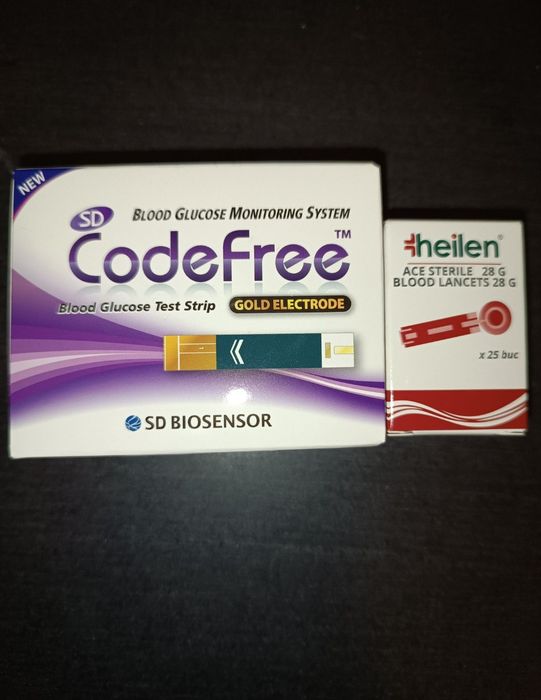 NEW
SD
BLOOD GLUCOSE MONITORING SYSTEM
CodeFree™
Blood Glucose Test Strip GOLD ELECTRODE
SD BIOSENSOR
heilen®
ACE STERILE 28 G
BLOOD LANCETS 28 G
x 25 buc